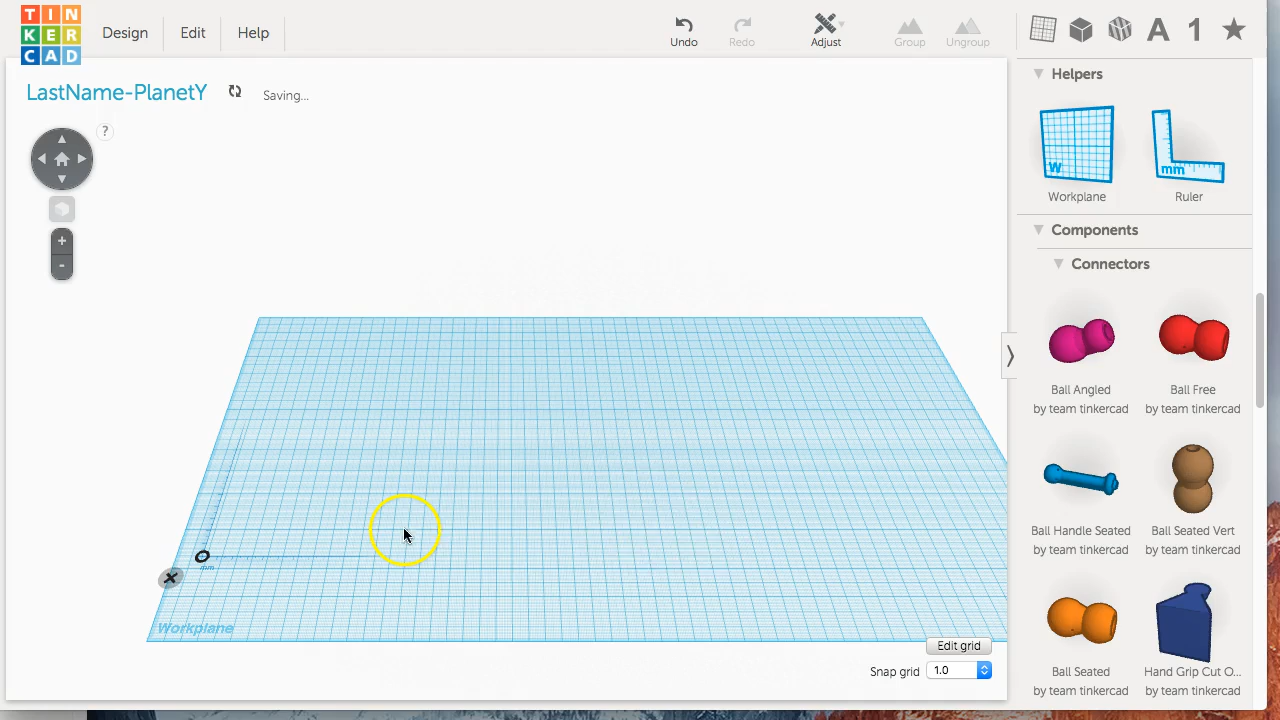 TIN
KER
CAD
Design
Edit
Help
Undo
Redo
Adjust
Group
Ungroup
A
1
LastName-PlanetY
Saving...
?
+
-
Helpers
W
mm
Workplane
Ruler
Components
Connectors
Ball Angled
by team tinkercad
Ball Free
by team tinkercad
Ball Handle Seated
by team tinkercad
Ball Seated Vert
by team tinkercad
Ball Seated
by team tinkercad
Hand Grip Cut O...
by team tinkercad
mm
Workplane
Edit grid
Snap grid
1.0